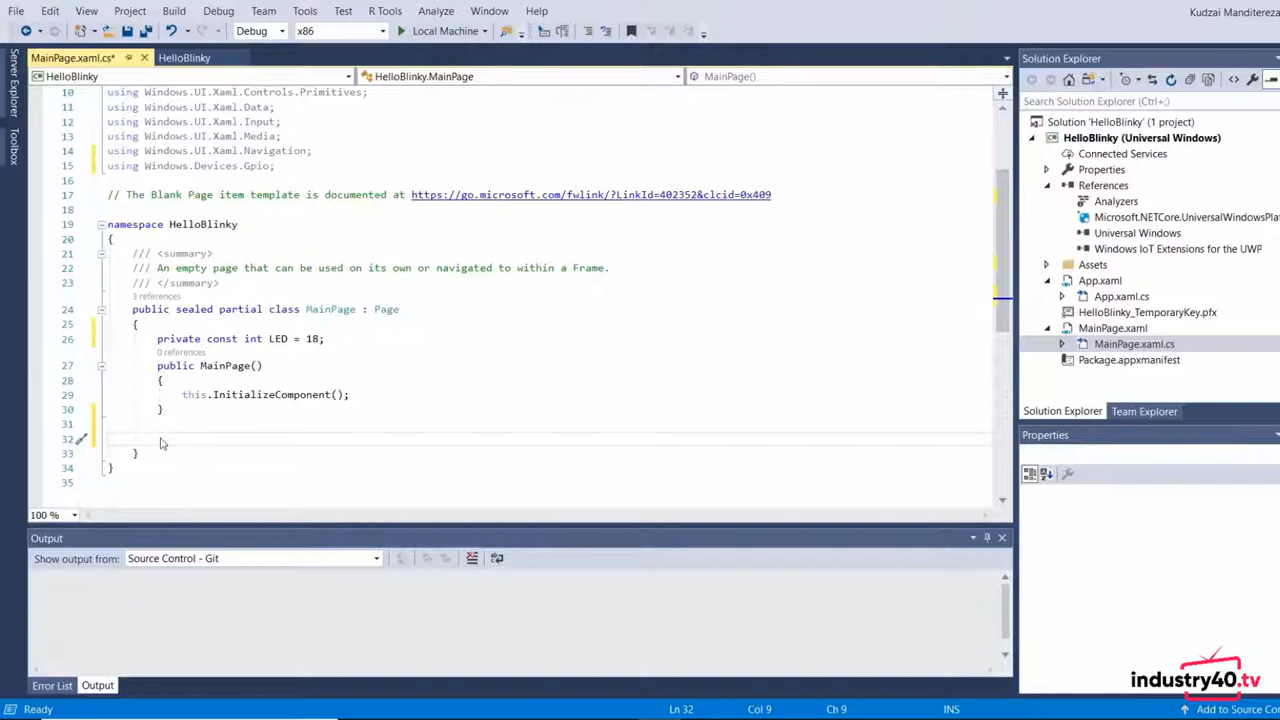 File Edit View Project Build Debug Team Tools Test R Tools Analyze Window Help
Kudzai Manditereza
Debug x86 Local Machine
MainPage.xaml.cs* HelloBlinky
HelloBlinky HelloBlinky.MainPage MainPage()
10 using Windows.UI.Xaml.Controls.Primitives;
11 using Windows.UI.Xaml.Data;
12 using Windows.UI.Xaml.Input;
13 using Windows.UI.Xaml.Media;
14 using Windows.UI.Xaml.Navigation;
15 using Windows.Devices.Gpio;
16
17 // The Blank Page item template is documented at https://go.microsoft.com/fwlink/?LinkId=402352&clcid=0x409
18
19 namespace HelloBlinky
20 {
21 /// <summary>
22 /// An empty page that can be used on its own or navigated to within a Frame.
23 /// </summary>
3 references
24 public sealed partial class MainPage : Page
25 {
26 private const int LED = 18;
0 references
27 public MainPage()
28 {
29 this.InitializeComponent();
30 }
31
32
33 }
34 }
35
100 %
Server Explorer
Toolbox
Output
Show output from: Source Control - Git
Error List Output
Solution Explorer
Search Solution Explorer (Ctrl+;)
Solution 'HelloBlinky' (1 project)
HelloBlinky (Universal Windows)
Connected Services
Properties
References
Analyzers
Microsoft.NETCore.UniversalWindowsPlat
Universal Windows
Windows IoT Extensions for the UWP
Assets
App.xaml
App.xaml.cs
HelloBlinky_TemporaryKey.pfx
MainPage.xaml
MainPage.xaml.cs
Package.appxmanifest
Solution Explorer Team Explorer
Properties
industry40.tv
Ready Ln 32 Col 9 Ch 9 INS Add to Source Co